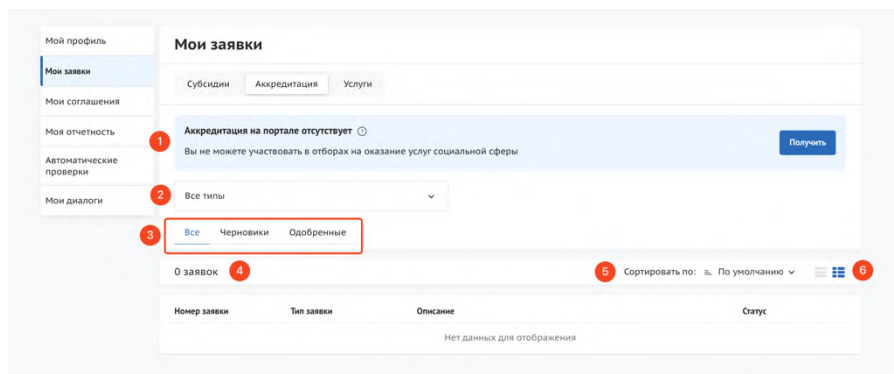 Мой профиль
Мои заявки
Мои соглашения
Моя отчетность
Автоматические
проверки
Мои диалоги
Мои заявки
Субсидии Аккредитация Услуги
1
Аккредитация на портале отсутствует ?
Вы не можете участвовать в отборах на оказание услуг социальной сферы
Получить
2
Все типы
3
Все Черновики Одобренные
0 заявок 4
5 Сортировать по: По умолчанию 6
Номер заявки Тип заявки Описание Статус
Нет данных для отображения